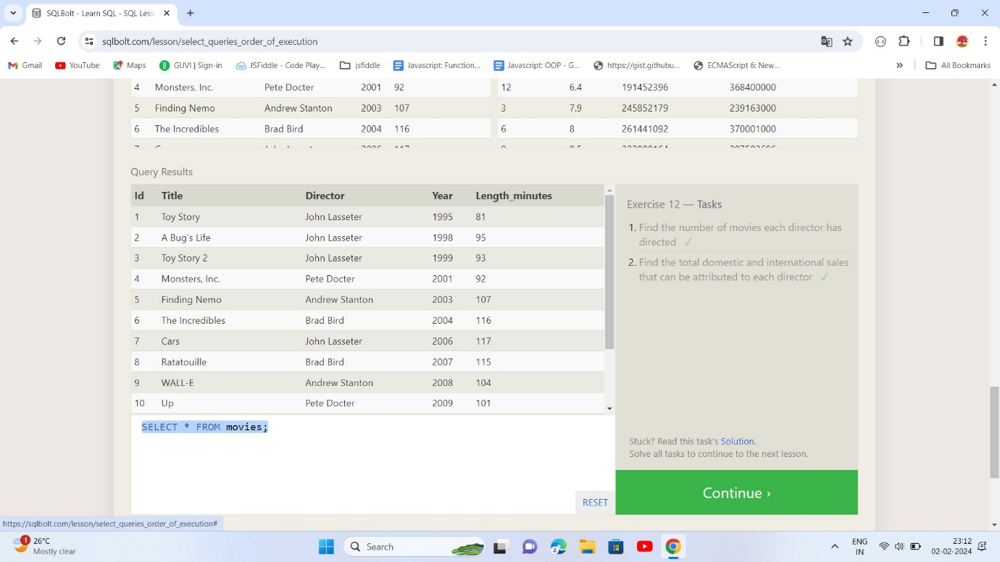 SQLBolt - Learn SQL - SQL Less
sqlbolt.com/lesson/select_queries_order_of_execution
Gmail YouTube Maps GUVI | Sign-in JSFiddle - Code Play... jsfiddle Javascript: Function... Javascript: OOP - G... https://gist.githubu... ECMAScript 6: New... » All Bookmarks
4 Monsters, Inc. Pete Docter 2001 92 12 6.4 191452396 368400000
5 Finding Nemo Andrew Stanton 2003 107 3 7.9 245852179 239163000
6 The Incredibles Brad Bird 2004 116 6 8 261441092 370001000
Query Results
Id Title Director Year Length_minutes
1 Toy Story John Lasseter 1995 81
2 A Bug's Life John Lasseter 1998 95
3 Toy Story 2 John Lasseter 1999 93
4 Monsters, Inc. Pete Docter 2001 92
5 Finding Nemo Andrew Stanton 2003 107
6 The Incredibles Brad Bird 2004 116
7 Cars John Lasseter 2006 117
8 Ratatouille Brad Bird 2007 115
9 WALL-E Andrew Stanton 2008 104
10 Up Pete Docter 2009 101
SELECT * FROM movies;
RESET
Exercise 12 — Tasks
1. Find the number of movies each director has
directed ✓
2. Find the total domestic and international sales
that can be attributed to each director ✓
Stuck? Read this task's Solution.
Solve all tasks to continue to the next lesson.
Continue ›
https://sqlbolt.com/lesson/select_queries_order_of_execution#
1
26°C
Mostly clear
Search
ENG
IN
23:12
02-02-2024